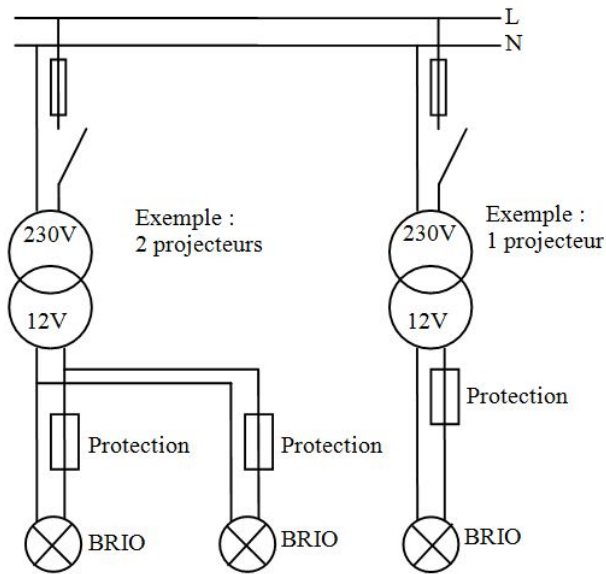 L
N
230V
12V
Exemple :
2 projecteurs
230V
12V
Exemple :
1 projecteur
Protection
Protection
Protection
BRIO
BRIO
BRIO